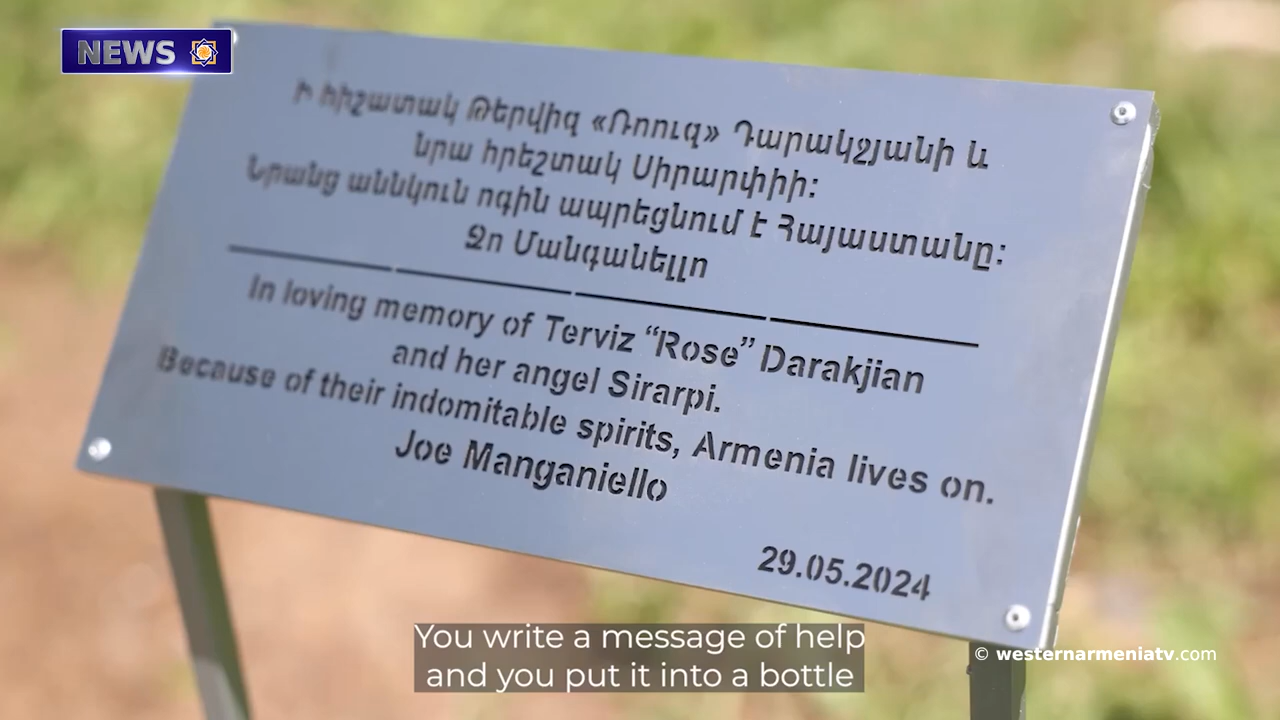 NEWS
Ի հիշատակ Թերվիզ «Ռոուզ» Դարակջյանի և
նրա հրեշտակ Սիրարփիի:
Նրանց աննկուն ոգին ապրեցնում է Հայաստանը:
Ջո Մանգանելլո
In loving memory of Terviz “Rose” Darakjian
and her angel Sirarpi.
Because of their indomitable spirits, Armenia lives on.
Joe Manganiello
29.05.2024
You write a message of help
and you put it into a bottle
© westernarmeniatv.com